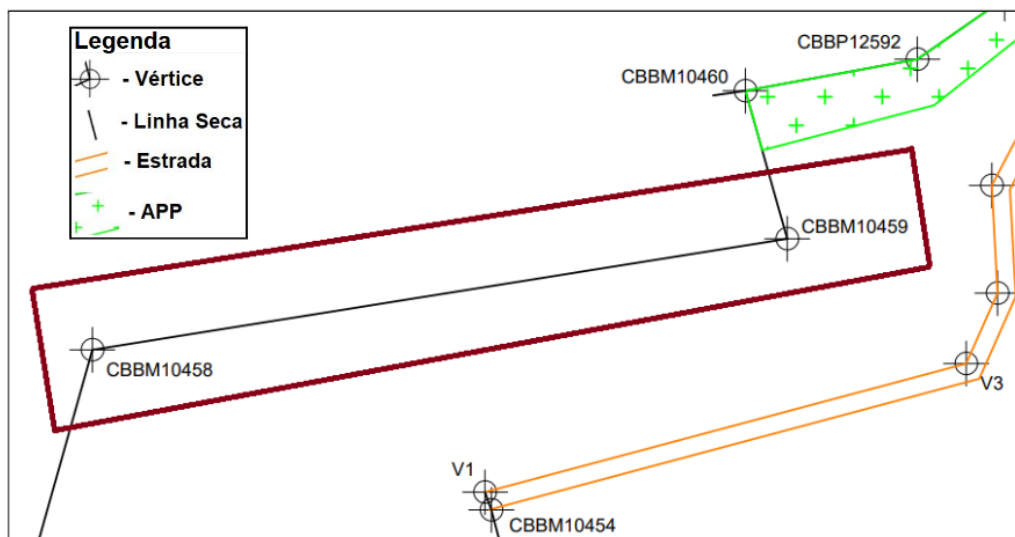 Legenda
- Vértice
- Linha Seca
- Estrada
- APP
CBBP12592
CBBM10460
CBBM10459
CBBM10458
V3
V1
CBBM10454